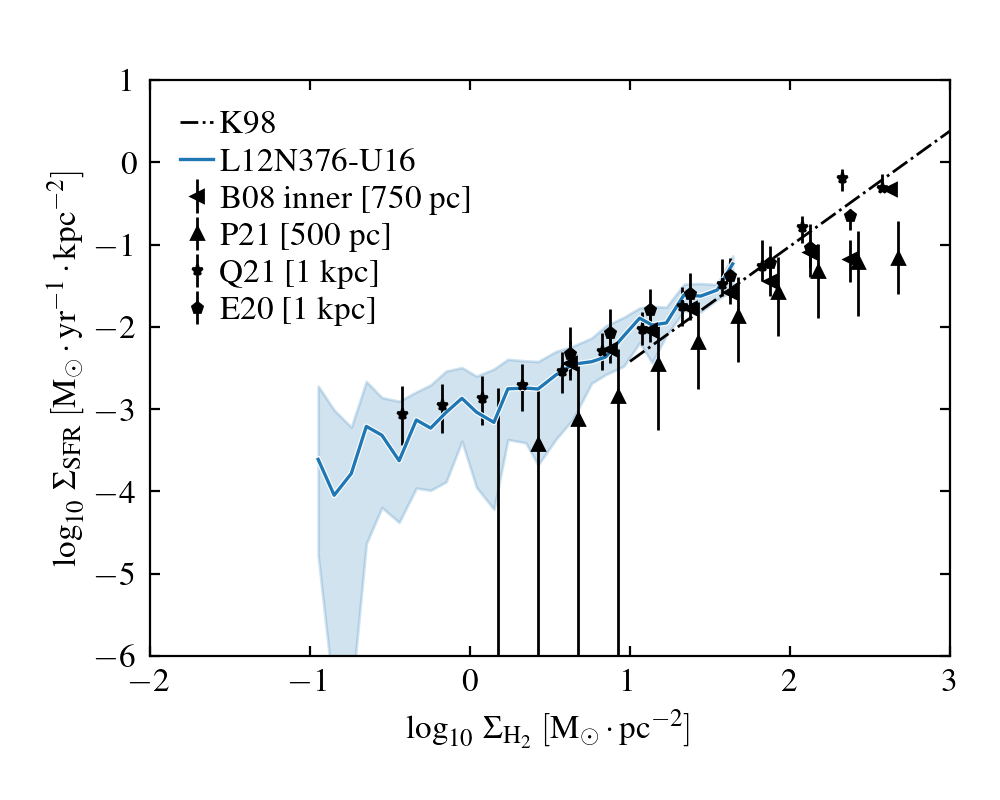 1
0
−1
−2
−3
−4
−5
−6
−2
−1
0
1
2
3
log₁₀ Σ_SFR [M⊙ · yr⁻¹ · kpc⁻²]
log₁₀ Σ_H₂ [M⊙ · pc⁻²]
K98
L12N376-U16
B08 inner [750 pc]
P21 [500 pc]
Q21 [1 kpc]
E20 [1 kpc]